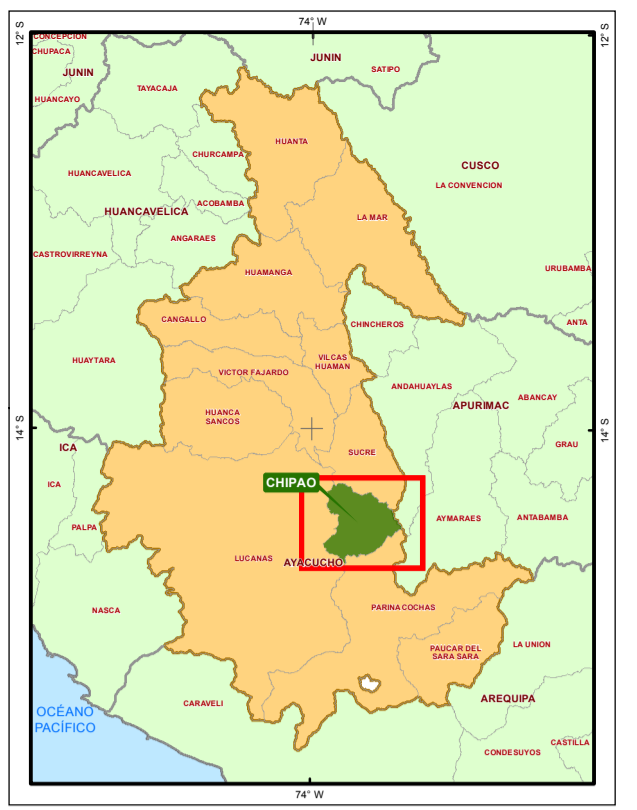 74° W
12° S
12° S
CONCEPCION
CHUPACA
JUNIN
JUNIN
SATIPO
TAYACAJA
HUANCAYO
HUANTA
CHURCAMPA
CUSCO
HUANCAVELICA
LA CONVENCION
ACOBAMBA
HUANCAVELICA
LA MAR
ANGARAES
CASTROVIRREYNA
URUBAMBA
HUAMANGA
CANGALLO
CHINCHEROS
ANTA
HUAYTARA
VILCAS
HUAMAN
VICTOR FAJARDO
ANDAHUAYLAS
ABANCAY
APURIMAC
HUANCA
SANCOS
14° S
14° S
GRAU
ICA
SUCRE
ICA
CHIPAO
PALPA
AYMARAES
ANTABAMBA
LUCANAS
AYACUCHO
NASCA
PARINACOCHAS
PAUCAR DEL
SARA SARA
LA UNION
CARAVELI
AREQUIPA
OCÉANO
PACÍFICO
CASTILLA
CONDESUYOS
74° W